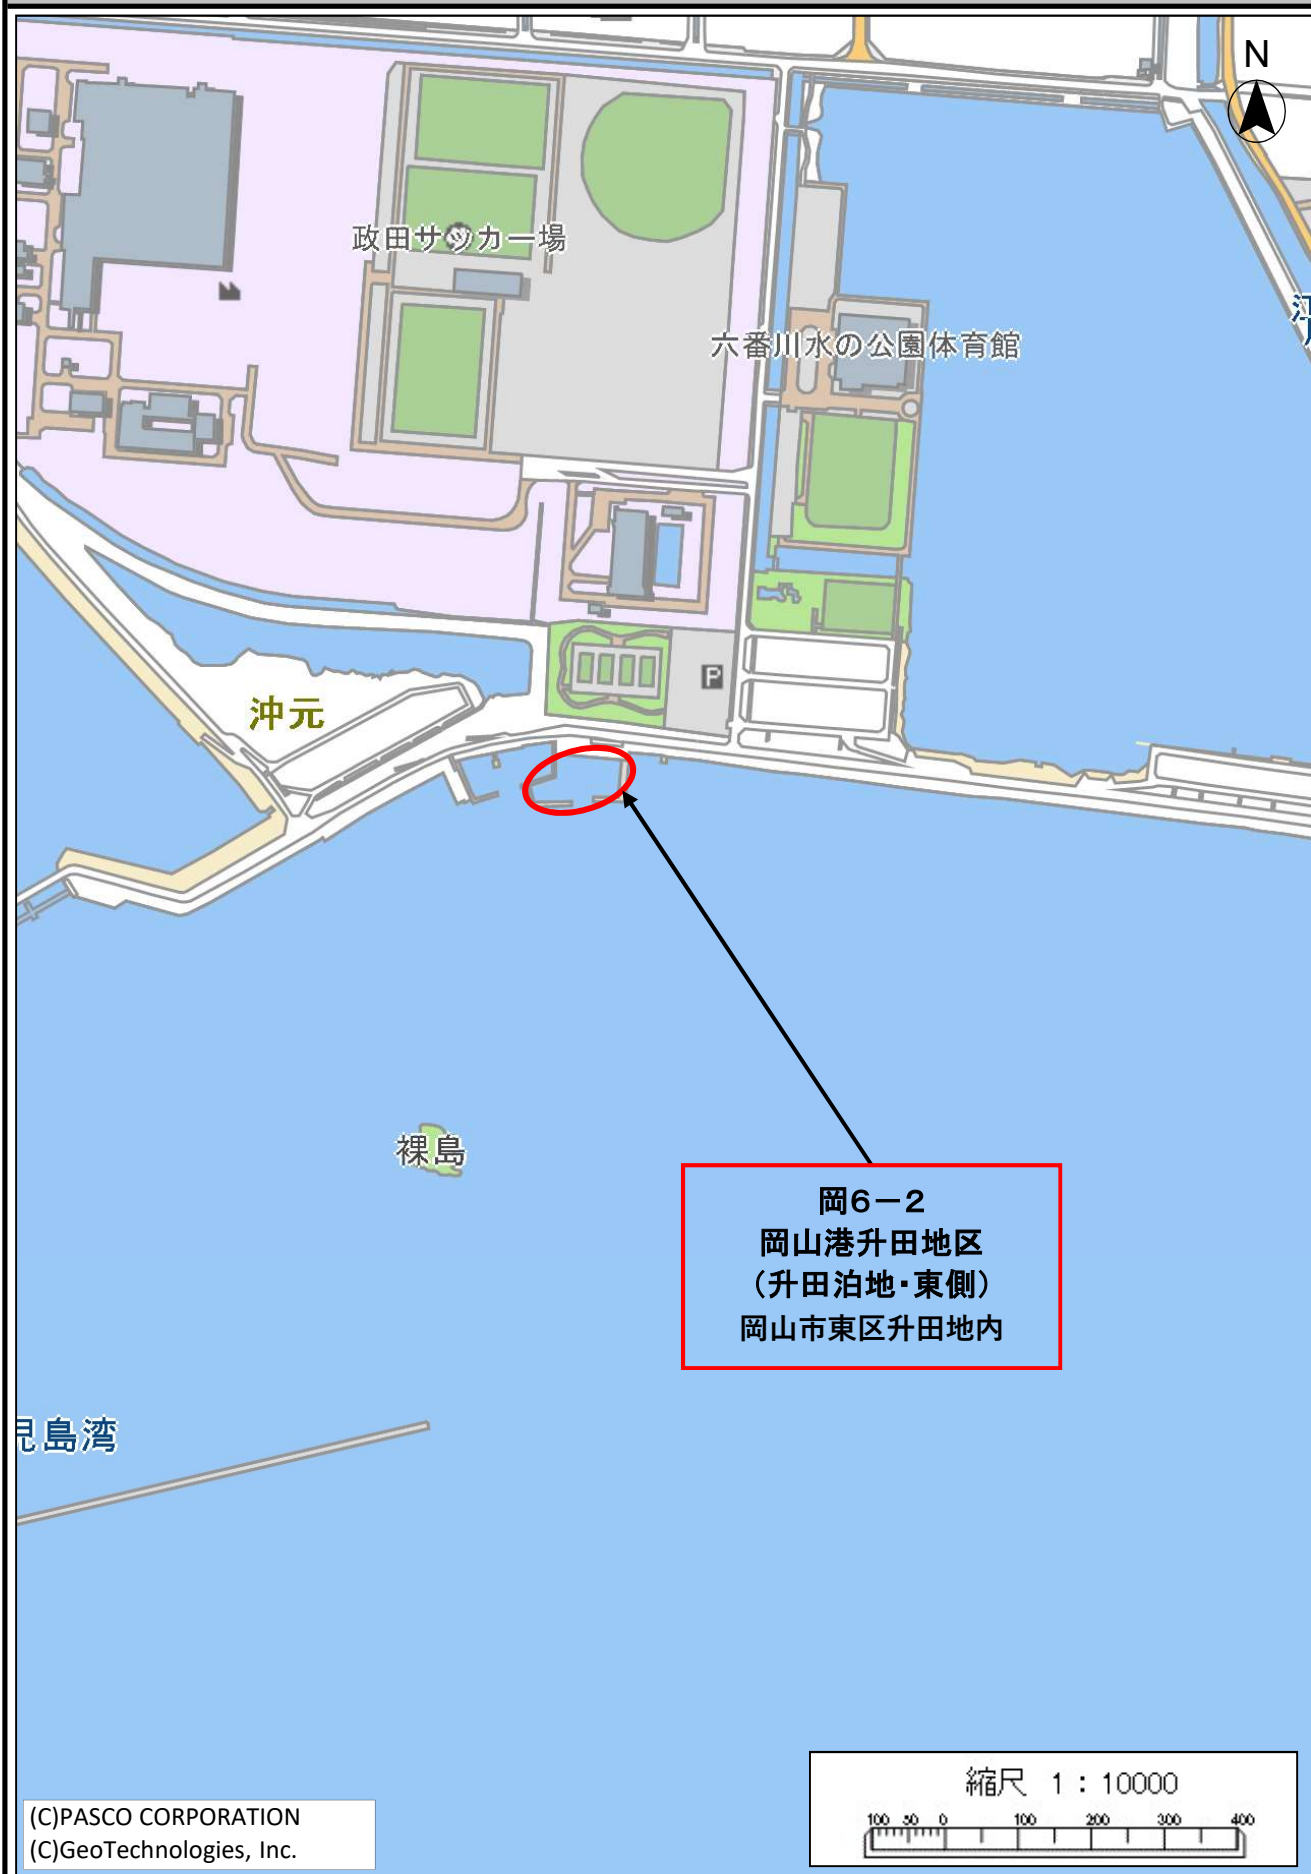 N
政田サッカー場
六番川水の公園体育館
沖元
P
裸島
岡6－2
岡山港升田地区
（升田泊地・東側）
岡山市東区升田地内
島湾
縮尺 1：10000
100 50 0 100 200 300 400
(C)PASCO CORPORATION
(C)GeoTechnologies, Inc.